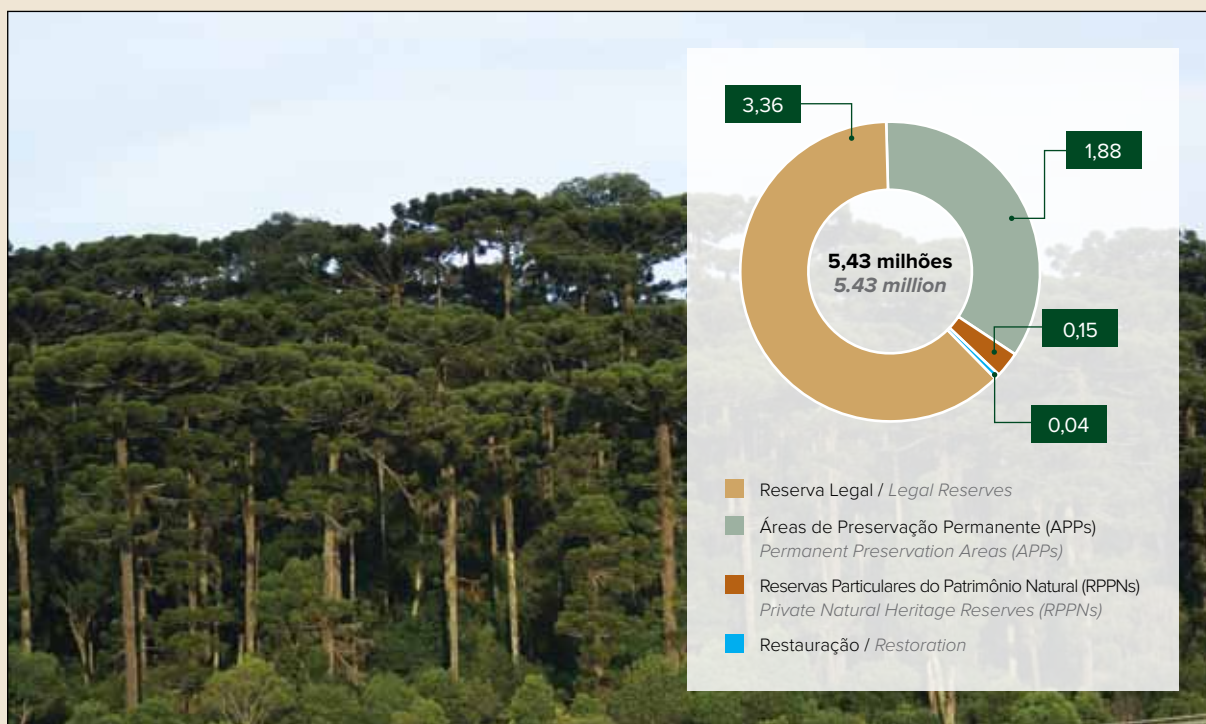 3,36
1,88
5,43 milhões
5.43 million
0,15
0,04
Reserva Legal / Legal Reserves
Áreas de Preservação Permanente (APPs)
Permanent Preservation Areas (APPs)
Reservas Particulares do Patrimônio Natural (RPPNs)
Private Natural Heritage Reserves (RPPNs)
Restauração / Restoration